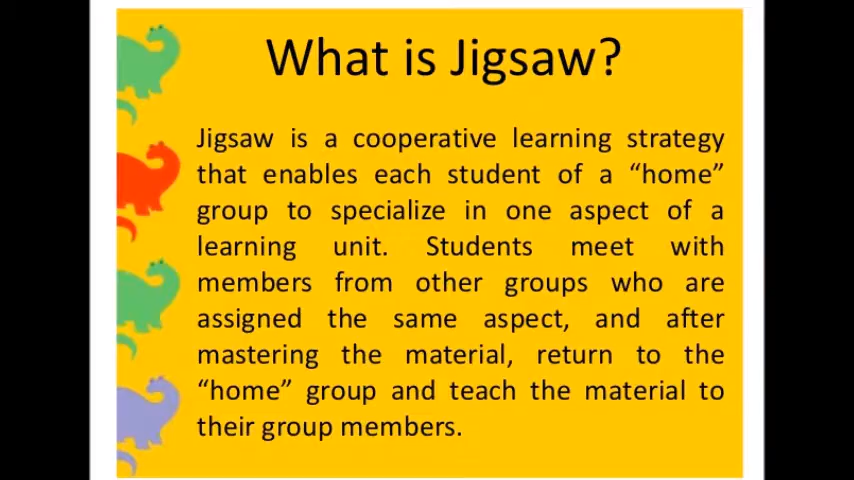 What is Jigsaw?
Jigsaw is a cooperative learning strategy
that enables each student of a “home”
group to specialize in one aspect of a
learning unit. Students meet with
members from other groups who are
assigned the same aspect, and after
mastering the material, return to the
“home” group and teach the material to
their group members.